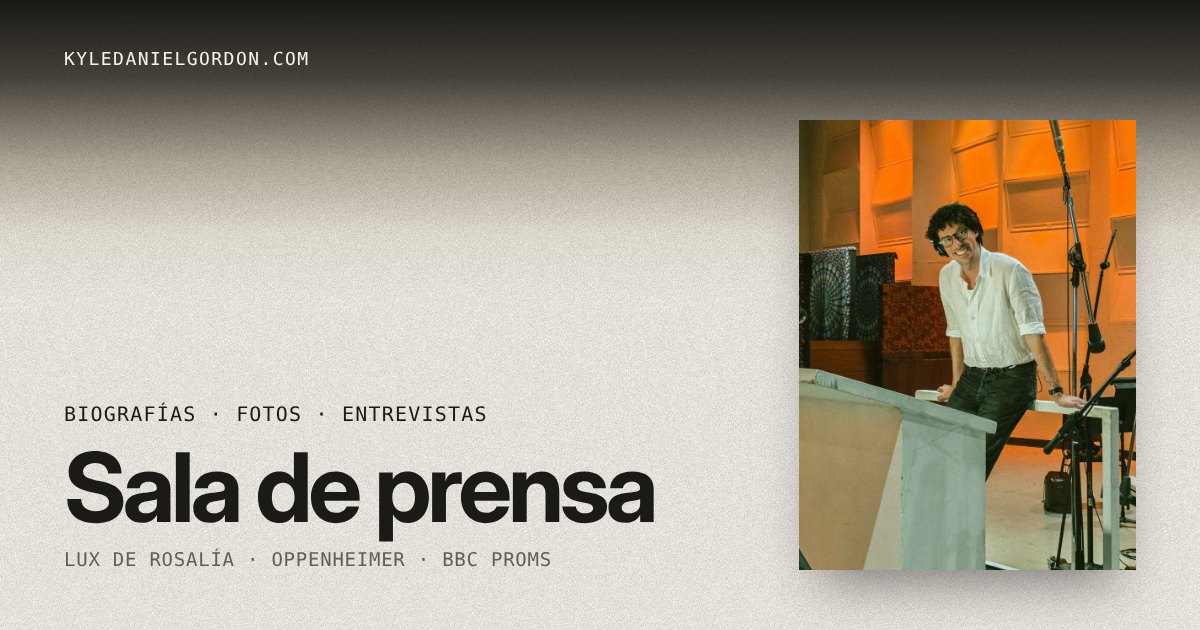 KYLEDANIELGORDON.COM
BIOGRAFÍAS · FOTOS · ENTREVISTAS
Sala de prensa
LUX DE ROSALÍA · OPPENHEIMER · BBC PROMS